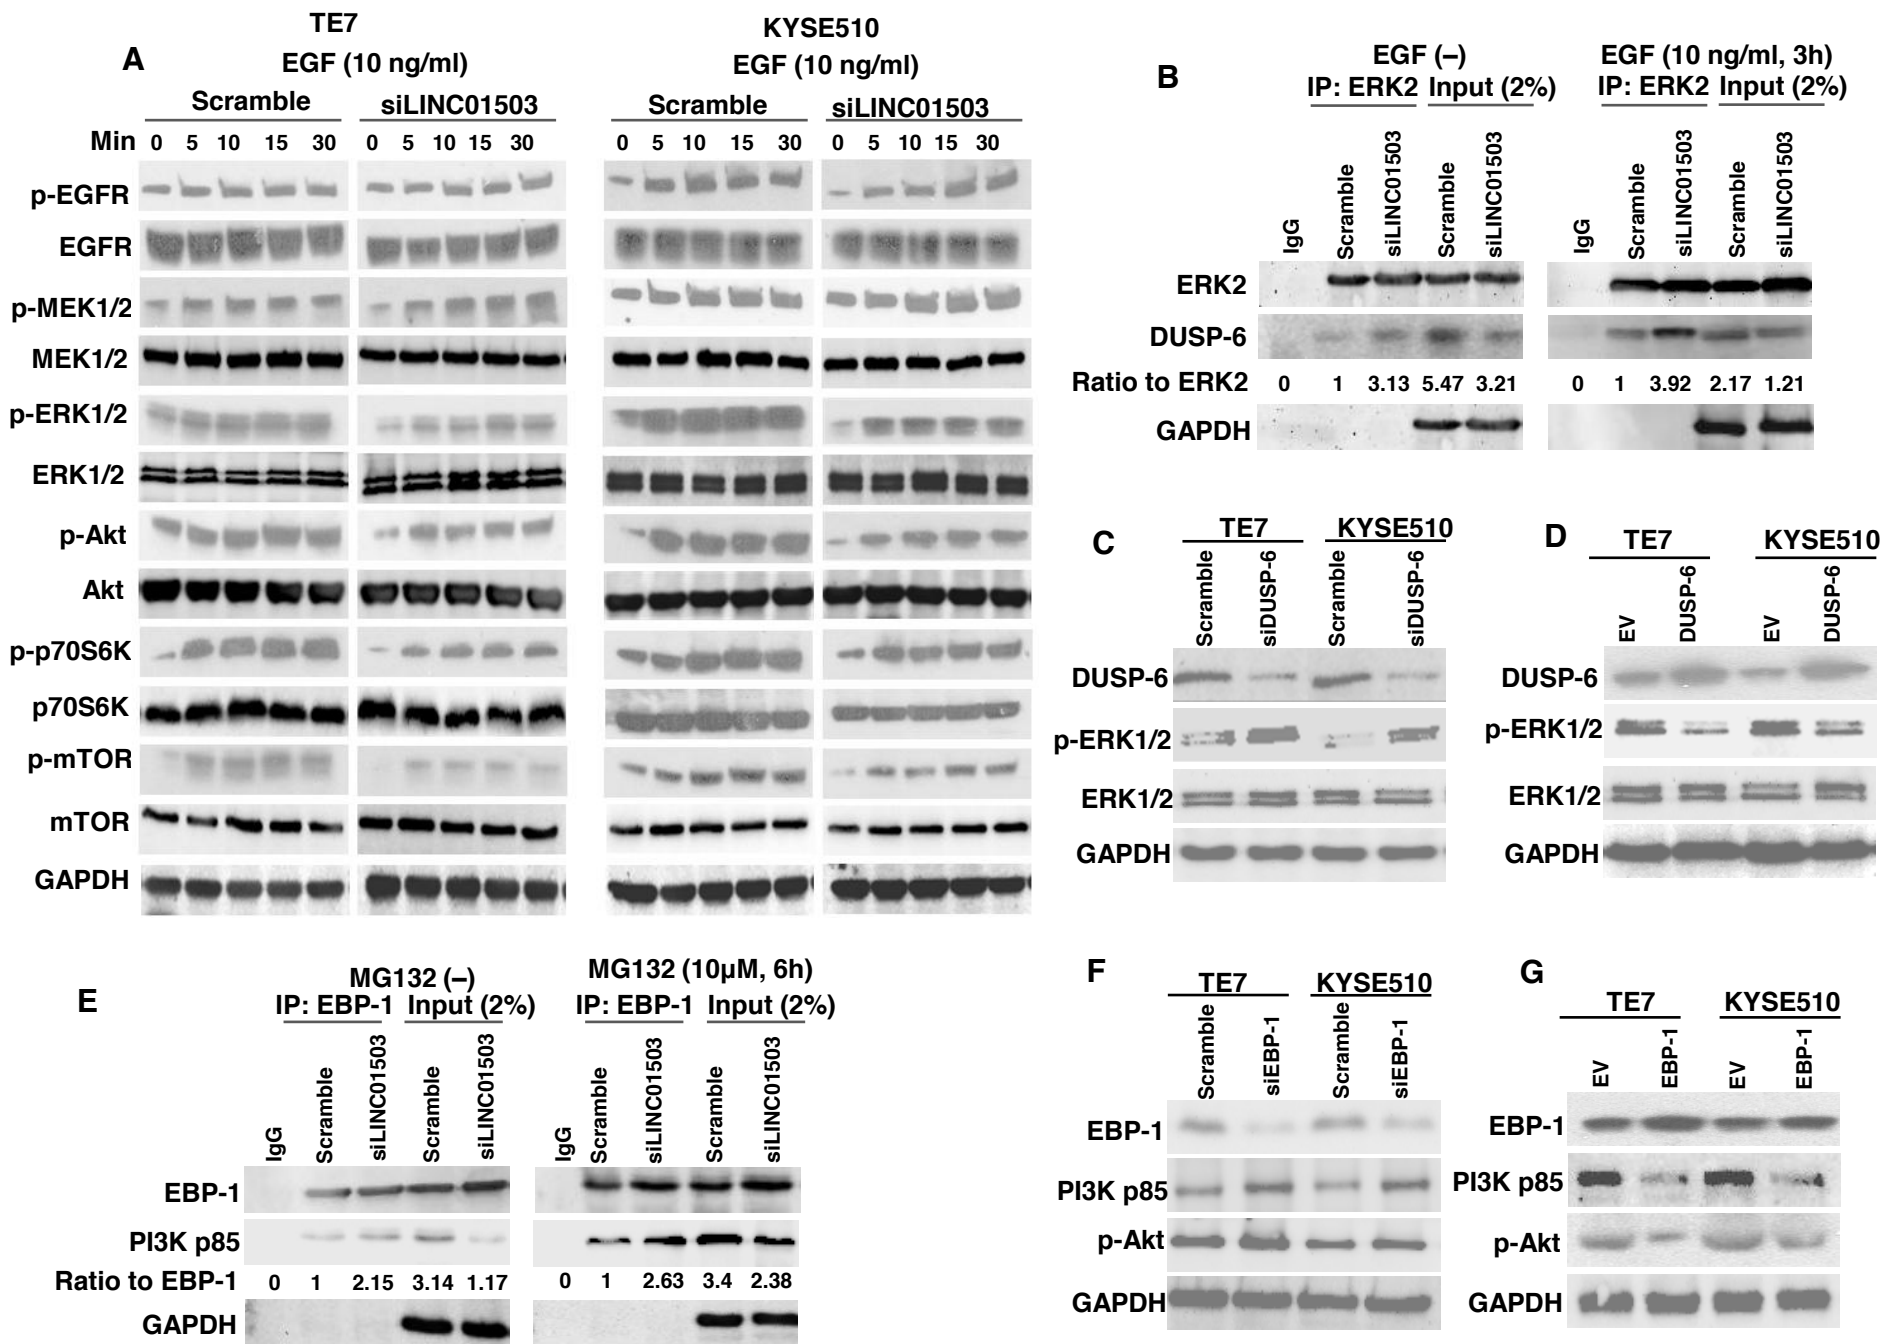 A
TE7
EGF (10 ng/ml)
Scramble
siLINC01503
KYSE510
EGF (10 ng/ml)
Scramble
siLINC01503
Min 0 5 10 15 30 0 5 10 15 30 0 5 10 15 30 0 5 10 15 30
p-EGFR
EGFR
p-MEK1/2
MEK1/2
p-ERK1/2
ERK1/2
p-Akt
Akt
p-p70S6K
p70S6K
p-mTOR
mTOR
GAPDH
B
EGF (–)
IP: ERK2 Input (2%)
EGF (10 ng/ml, 3h)
IP: ERK2 Input (2%)
IgG
Scramble
siLINC01503
Scramble
siLINC01503
IgG
Scramble
siLINC01503
Scramble
siLINC01503
ERK2
DUSP-6
Ratio to ERK2 0 1 3.13 5.47 3.21 0 1 3.92 2.17 1.21
GAPDH
C
TE7 KYSE510
Scramble
siDUSP-6
Scramble
siDUSP-6
DUSP-6
p-ERK1/2
ERK1/2
GAPDH
D
TE7 KYSE510
EV
DUSP-6
EV
DUSP-6
DUSP-6
p-ERK1/2
ERK1/2
GAPDH
E
MG132 (–)
IP: EBP-1 Input (2%)
MG132 (10µM, 6h)
IP: EBP-1 Input (2%)
IgG
Scramble
siLINC01503
Scramble
siLINC01503
IgG
Scramble
siLINC01503
Scramble
siLINC01503
EBP-1
PI3K p85
Ratio to EBP-1 0 1 2.15 3.14 1.17 0 1 2.63 3.4 2.38
GAPDH
F
TE7 KYSE510
Scramble
siEBP-1
Scramble
siEBP-1
EBP-1
PI3K p85
p-Akt
GAPDH
G
TE7 KYSE510
EV
EBP-1
EV
EBP-1
EBP-1
PI3K p85
p-Akt
GAPDH